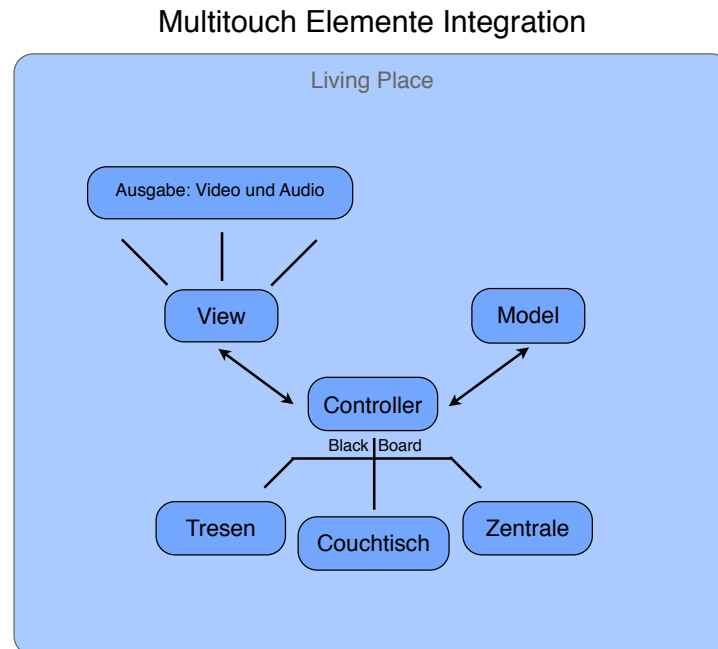 Multitouch Elemente Integration
Living Place
Ausgabe: Video und Audio
View
Model
Controller
Black Board
Tresen
Couchtisch
Zentrale